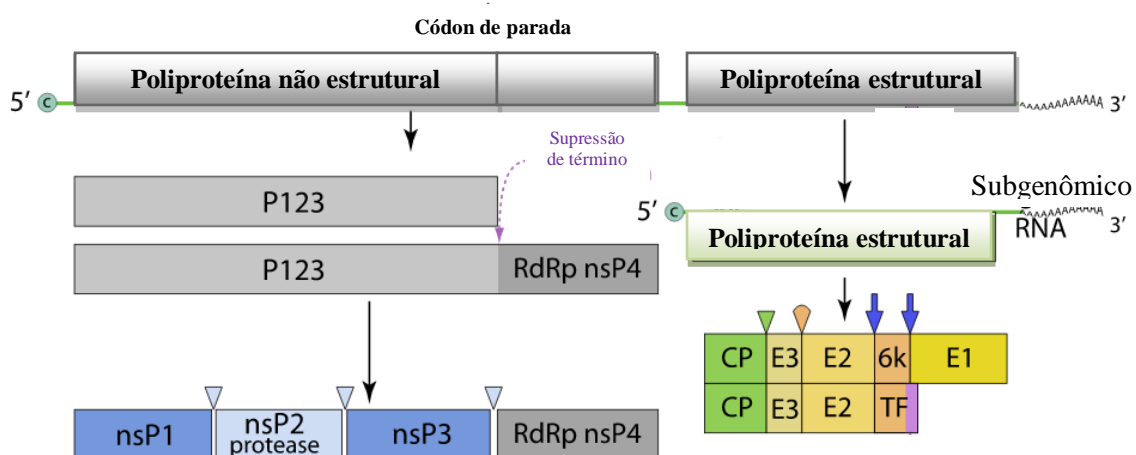 Códon de parada
Poliproteína não estrutural
Poliproteína estrutural
5′ C
3′
Supressão
de término
P123
Subgenômico
5′ C
RNA 3′
Poliproteína estrutural
P123 RdRp nsP4
CP E3 E2 6k E1
CP E3 E2 TF
nsP1 nsP2 nsP3 RdRp nsP4
protease